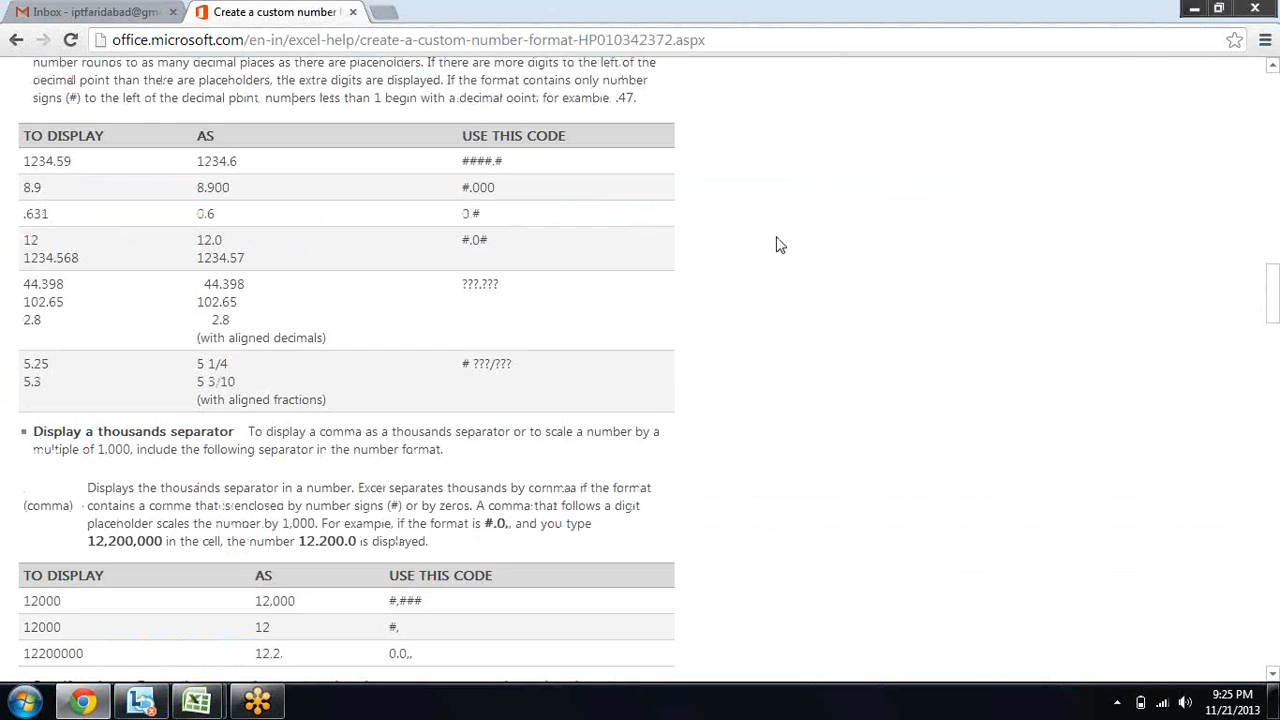 Inbox - iptfaridabad@gm
Create a custom number f
office.microsoft.com/en-in/excel-help/create-a-custom-number-fo HP010342372.aspx
number rounds to as many decimal places as there are placeholders. If there are more digits to the left of the
decimal point than there are placeholders, the extra digits are displayed. If the format contains only number
signs (#) to the left of the decimal point, numbers less than 1 begin with a decimal point, for example, .47.
TO DISPLAY AS USE THIS CODE
1234.59 1234.6 ####.#
8.9 8.900 #.000
.631 0.6 0.#
12 12.0 #.0#
1234.568 1234.57
44.398 44.398 ???.???
102.65 102.65
2.8 2.8
(with aligned decimals)
5.25 5 1/4 # ???/???
5.3 5 3/10
(with aligned fractions)
Display a thousands separator To display a comma as a thousands separator or to scale a number by a
multiple of 1,000, include the following separator in the number format.
, Displays the thousands separator in a number. Excel separates thousands by commas if the format
(comma) contains a comma that is enclosed by number signs (#) or by zeros. A comma that follows a digit
placeholder scales the number by 1,000. For example, if the format is #.0,, and you type
12,200,000 in the cell, the number 12.200.0 is displayed.
TO DISPLAY AS USE THIS CODE
12000 12,000 #,###
12000 12 #,
12200000 12.2. 0.0,,
9:25 PM
11/21/2013